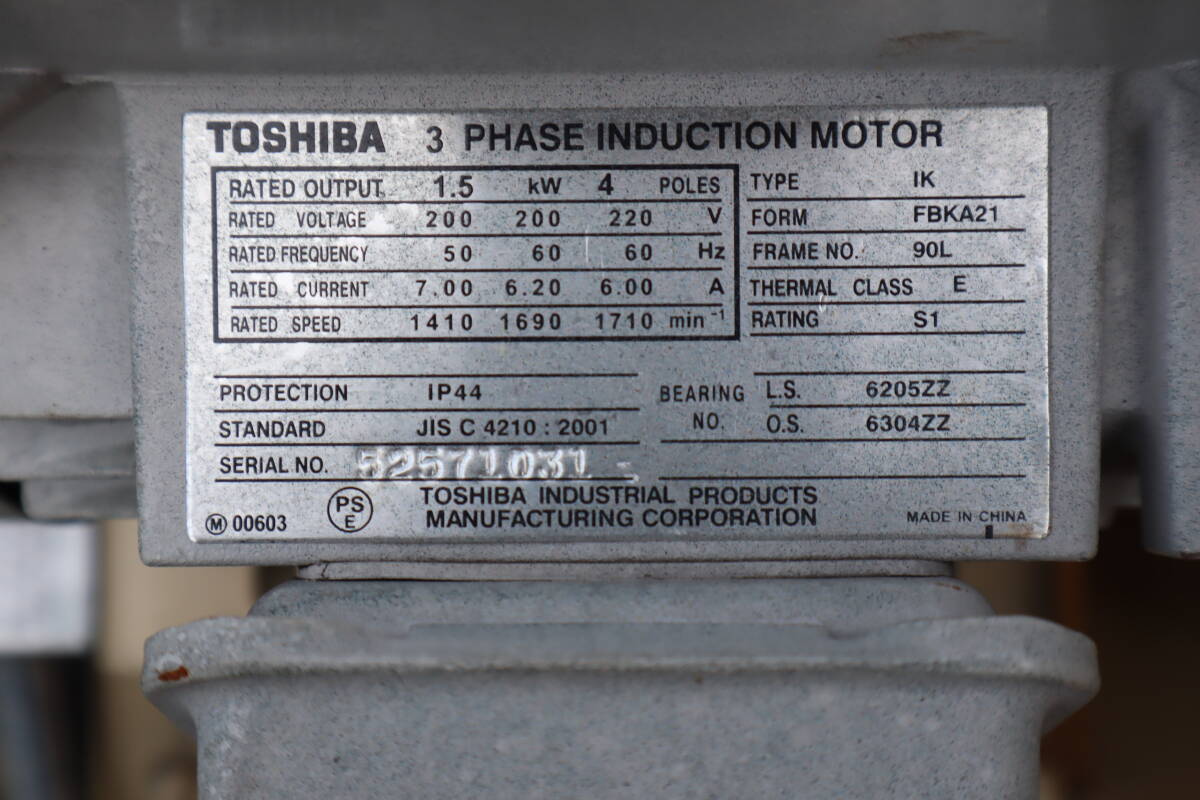 TOSHIBA 3 PHASE INDUCTION MOTOR
RATED OUTPUT 1.5 kW 4 POLES
RATED VOLTAGE 200 200 220 V
RATED FREQUENCY 50 60 60 Hz
RATED CURRENT 7.00 6.20 6.00 A
RATED SPEED 1410 1690 1710 min⁻¹
TYPE IK
FORM FBKA21
FRAME NO. 90L
THERMAL CLASS E
RATING S1
PROTECTION IP44
STANDARD JIS C 4210 : 2001
SERIAL NO. 52571031
BEARING NO. L.S. 6205ZZ
O.S. 6304ZZ
Ⓜ 00603
PS E
TOSHIBA INDUSTRIAL PRODUCTS
MANUFACTURING CORPORATION
MADE IN CHINA